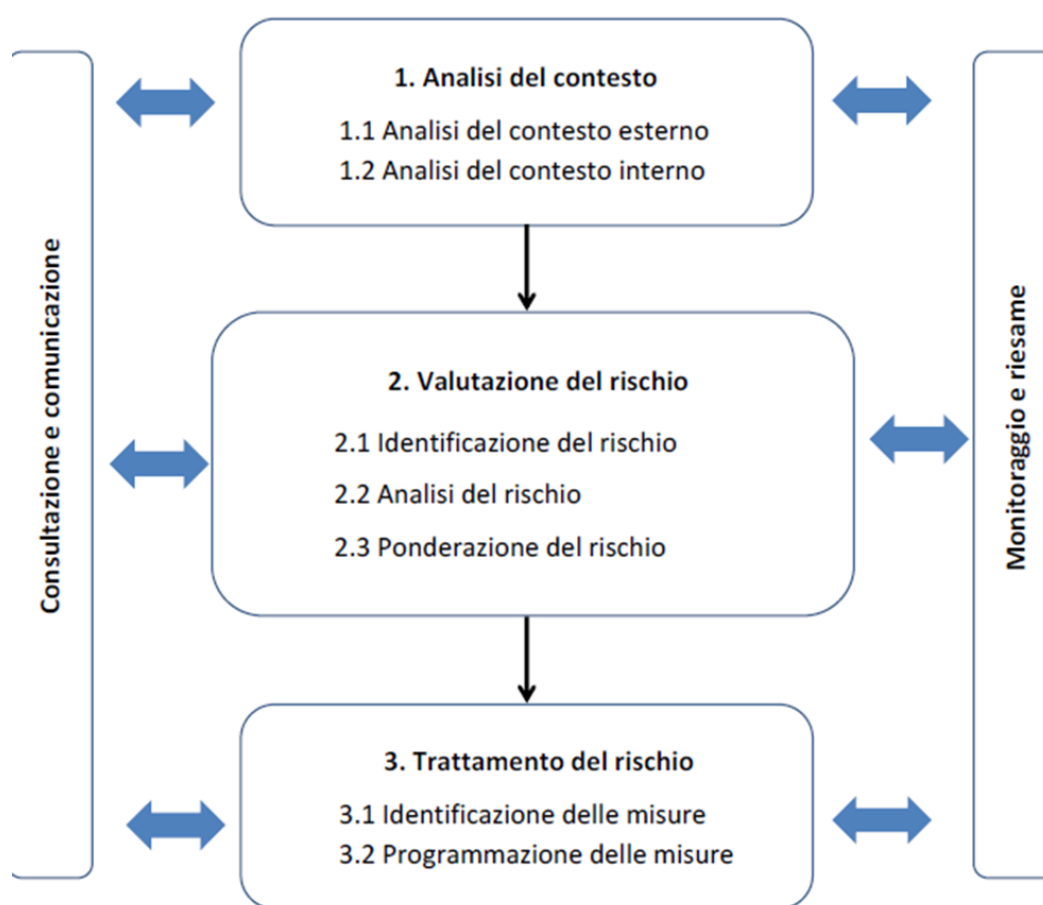 Consultazione e comunicazione
1. Analisi del contesto
1.1 Analisi del contesto esterno
1.2 Analisi del contesto interno
2. Valutazione del rischio
2.1 Identificazione del rischio
2.2 Analisi del rischio
2.3 Ponderazione del rischio
3. Trattamento del rischio
3.1 Identificazione delle misure
3.2 Programmazione delle misure
Monitoraggio e riesame